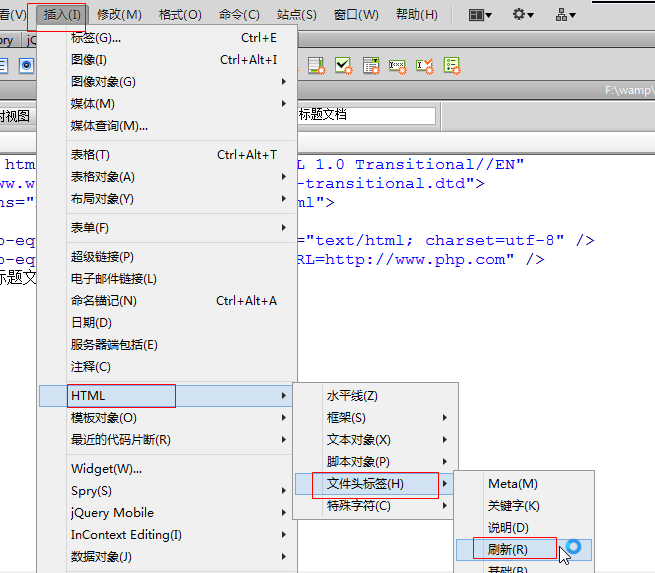 看(V) 插入(I) 修改(M) 格式(O) 命令(C) 站点(S) 窗口(W) 帮助(H)
标签(G)... Ctrl+E
图像(I) Ctrl+Alt+I
图像对象(G)
媒体(M)
F:\wamp\
时视图
标题文档
媒体查询(M)...
表格(T) Ctrl+Alt+T
表格对象(A)
布局对象(Y)
表单(F)
超级链接(P)
电子邮件链接(L)
命名锚记(N) Ctrl+Alt+A
日期(D)
服务器端包括(E)
注释(C)
HTML
模板对象(O)
最近的代码片断(R)
Widget(W)...
Spry(S)
jQuery Mobile
InContext Editing(I)
数据对象(J)
htm L 1.0 Transitional//EN"
ww.w -transitional.dtd">
ns=" ml">
o-eq ="text/html; charset=utf-8" />
o-eq RL=http://www.php.com" />
标题文
水平线(Z)
框架(S)
文本对象(X)
脚本对象(P)
文件头标签(H)
特殊字符(C)
Meta(M)
关键字(K)
说明(D)
刷新(R)
基础(B)